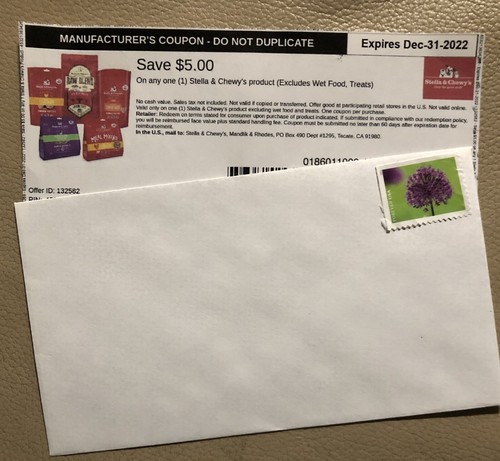 MANUFACTURER'S COUPON - DO NOT DUPLICATE
Expires Dec-31-2022
Save $5.00
On any one (1) Stella & Chewy's product (Excludes Wet Food, Treats)
Stella & Chewy's
No cash value. Sales tax not included. Not valid if copied or transferred. Offer good at participating retail stores in the U.S. Not valid online.
Valid only on one (1) Stella & Chewy's product excluding wet food and treats. One coupon per purchase.
Retailer: Redeem on terms stated for consumer upon purchase of product indicated. If submitted in compliance with our redemption policy,
you will be reimbursed face value plus standard handling fee. Coupon must be submitted no later than 60 days after expiration date for
reimbursement.
In the U.S., mail to: Stella & Chewy's, Mandlik & Rhodes, PO Box 490 Dept #1295, Tecate, CA 91980.
RAW BLEND
MEAL MIXERS
Offer ID: 132582